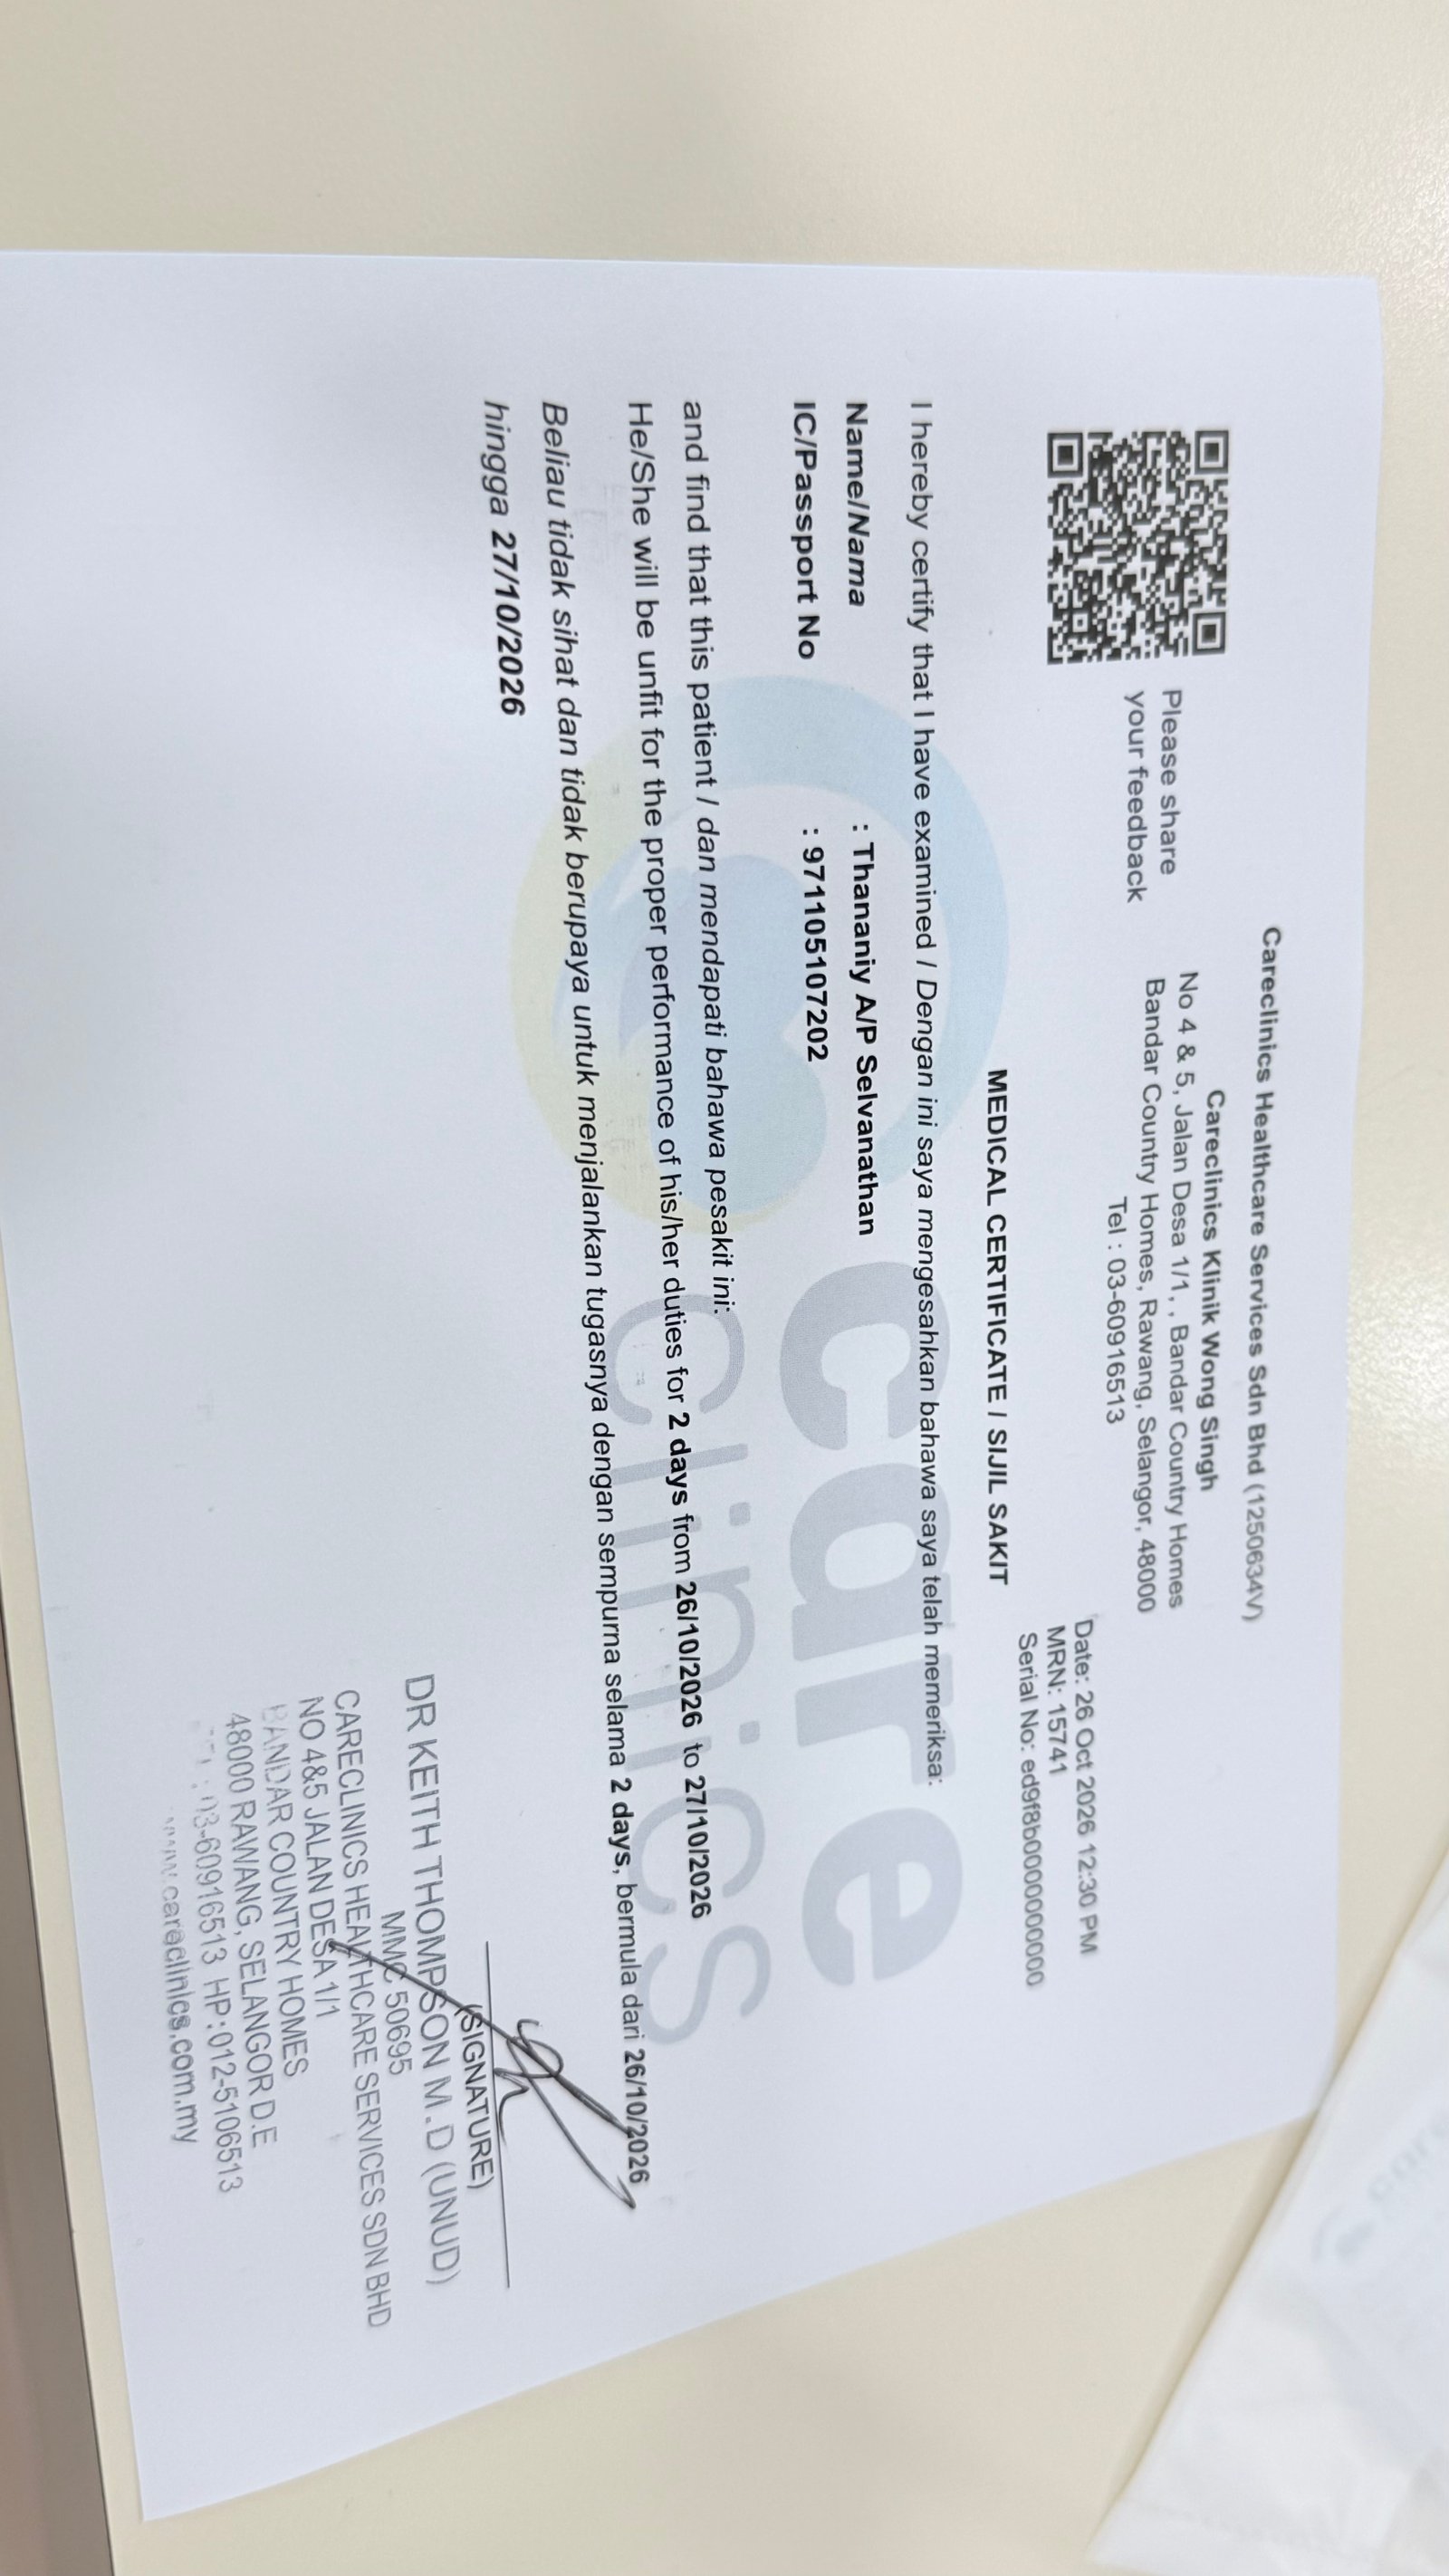 Careclinics Healthcare Services Sdn Bhd (1250634V)
Careclinics Klinik Wong Singh
No 4 & 5, Jalan Desa 1/1, , Bandar Country Homes
Bandar Country Homes, Rawang, Selangor, 48000
Tel : 03-60916513
Please share
your feedback
Date: 26 Oct 2026 12:30 PM
MRN: 15741
Serial No: ed9f8b0000000000
MEDICAL CERTIFICATE / SIJIL SAKIT
I hereby certify that I have examined / Dengan ini saya mengesahkan bahawa saya telah memeriksa:
Name/Nama : Thananiy A/P Selvanathan
IC/Passport No : 971105107202
and find that this patient / dan mendapati bahawa pesakit ini:
He/She will be unfit for the proper performance of his/her duties for 2 days from 26/10/2026 to 27/10/2026
Beliau tidak sihat dan tidak berupaya untuk menjalankan tugasnya dengan sempurna selama 2 days, bermula dari 26/10/2026
hingga 27/10/2026
care
clinics
(SIGNATURE)
DR KEITH THOMPSON M.D (UNUD)
MMC 50695
CARECLINICS HEALTHCARE SERVICES SDN BHD
NO 4&5 JALAN DESA 1/1
BANDAR COUNTRY HOMES
48000 RAWANG, SELANGOR D.E
: 03-60916513 HP:012-5106513
www.careclinics.com.my